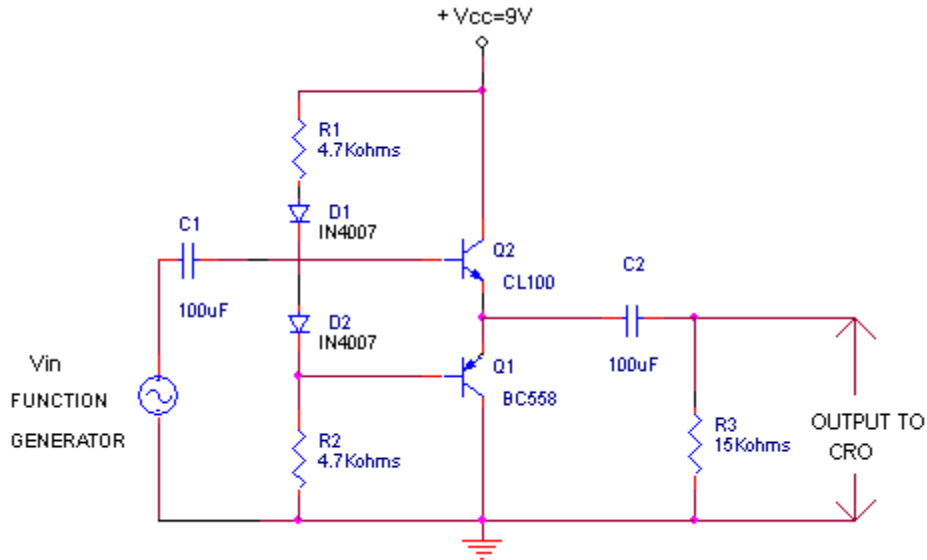 + Vcc=9V
R1
4.7Kohms
D1
IN4007
C1
100uF
Q2
CL100
C2
100uF
D2
IN4007
Q1
BC558
Vin
FUNCTION
GENERATOR
R2
4.7Kohms
R3
15Kohms
OUTPUT TO
CRO